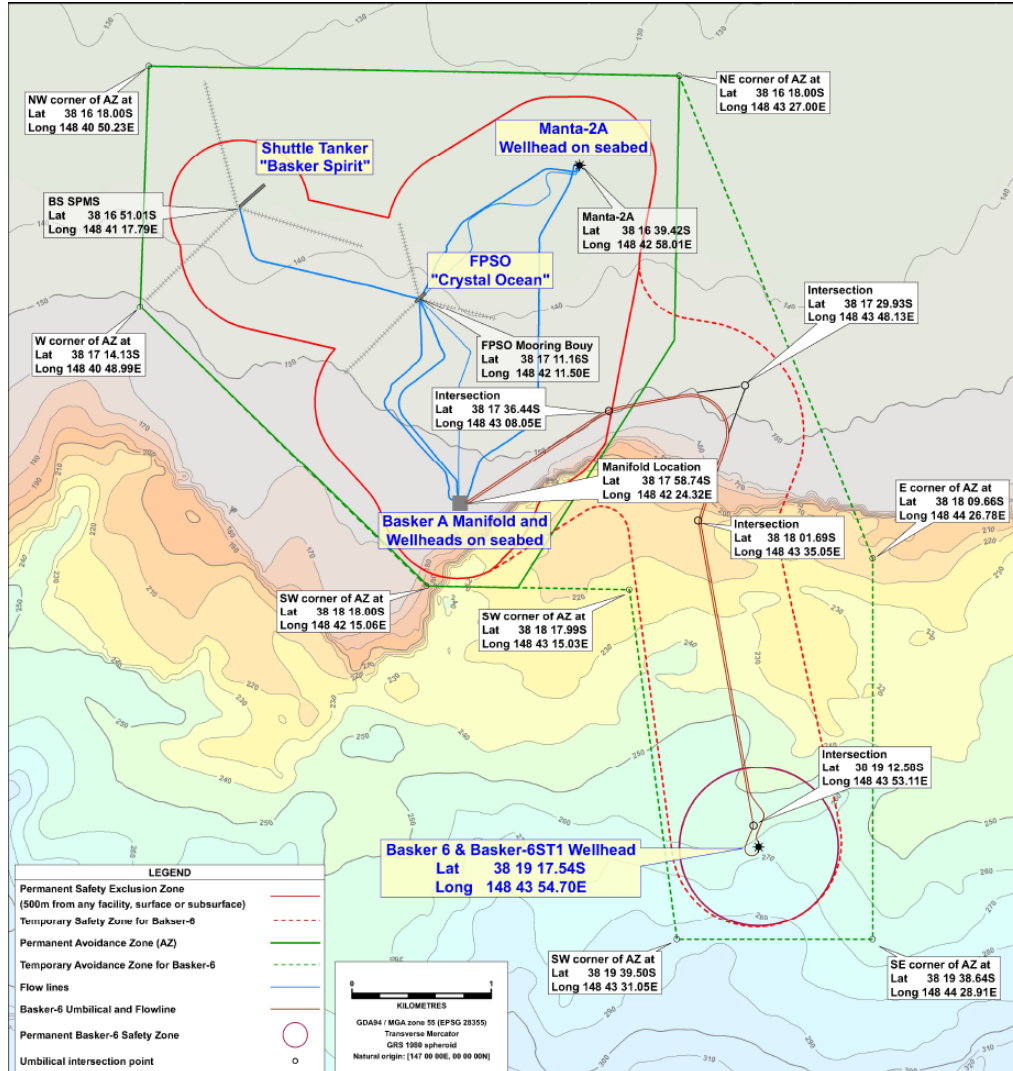 NW corner of AZ at
Lat 38 16 18.00S
Long 148 40 50.23E
NE corner of AZ at
Lat 38 16 18.00S
Long 148 43 27.00E
Shuttle Tanker
"Basker Spirit"
Manta-2A
Wellhead on seabed
BS SPMS
Lat 38 16 51.01S
Long 148 41 17.79E
Manta-2A
Lat 38 16 39.42S
Long 148 42 58.01E
FPSO
"Crystal Ocean"
Intersection
Lat 38 17 29.93S
Long 148 43 48.13E
W corner of AZ at
Lat 38 17 14.13S
Long 148 40 48.99E
FPSO Mooring Bouy
Lat 38 17 11.16S
Long 148 42 11.50E
Intersection
Lat 38 17 36.44S
Long 148 43 08.05E
Manifold Location
Lat 38 17 58.74S
Long 148 42 24.32E
E corner of AZ at
Lat 38 18 09.66S
Long 148 44 26.78E
Basker A Manifold and
Wellheads on seabed
Intersection
Lat 38 18 01.69S
Long 148 43 35.05E
SW corner of AZ at
Lat 38 18 18.00S
Long 148 42 15.06E
SW corner of AZ at
Lat 38 18 17.99S
Long 148 43 15.03E
Intersection
Lat 38 19 12.58S
Long 148 43 53.11E
Basker 6 & Basker-6ST1 Wellhead
Lat 38 19 17.54S
Long 148 43 54.70E
SW corner of AZ at
Lat 38 19 39.50S
Long 148 43 31.05E
SE corner of AZ at
Lat 38 19 38.64S
Long 148 44 28.91E
LEGEND
Permanent Safety Exclusion Zone
(500m from any facility, surface or subsurface)
Temporary Safety Zone for Bakser-6
Permanent Avoidance Zone (AZ)
Temporary Avoidance Zone for Basker-6
Flow lines
Basker-6 Umbilical and Flowline
Permanent Basker-6 Safety Zone
Umbilical intersection point
0 1
KILOMETRES
GDA94 / MGA zone 55 (EPSG 28355)
Transverse Mercator
GRS 1980 spheroid
Natural origin: [147 00 00E, 00 00 00N]